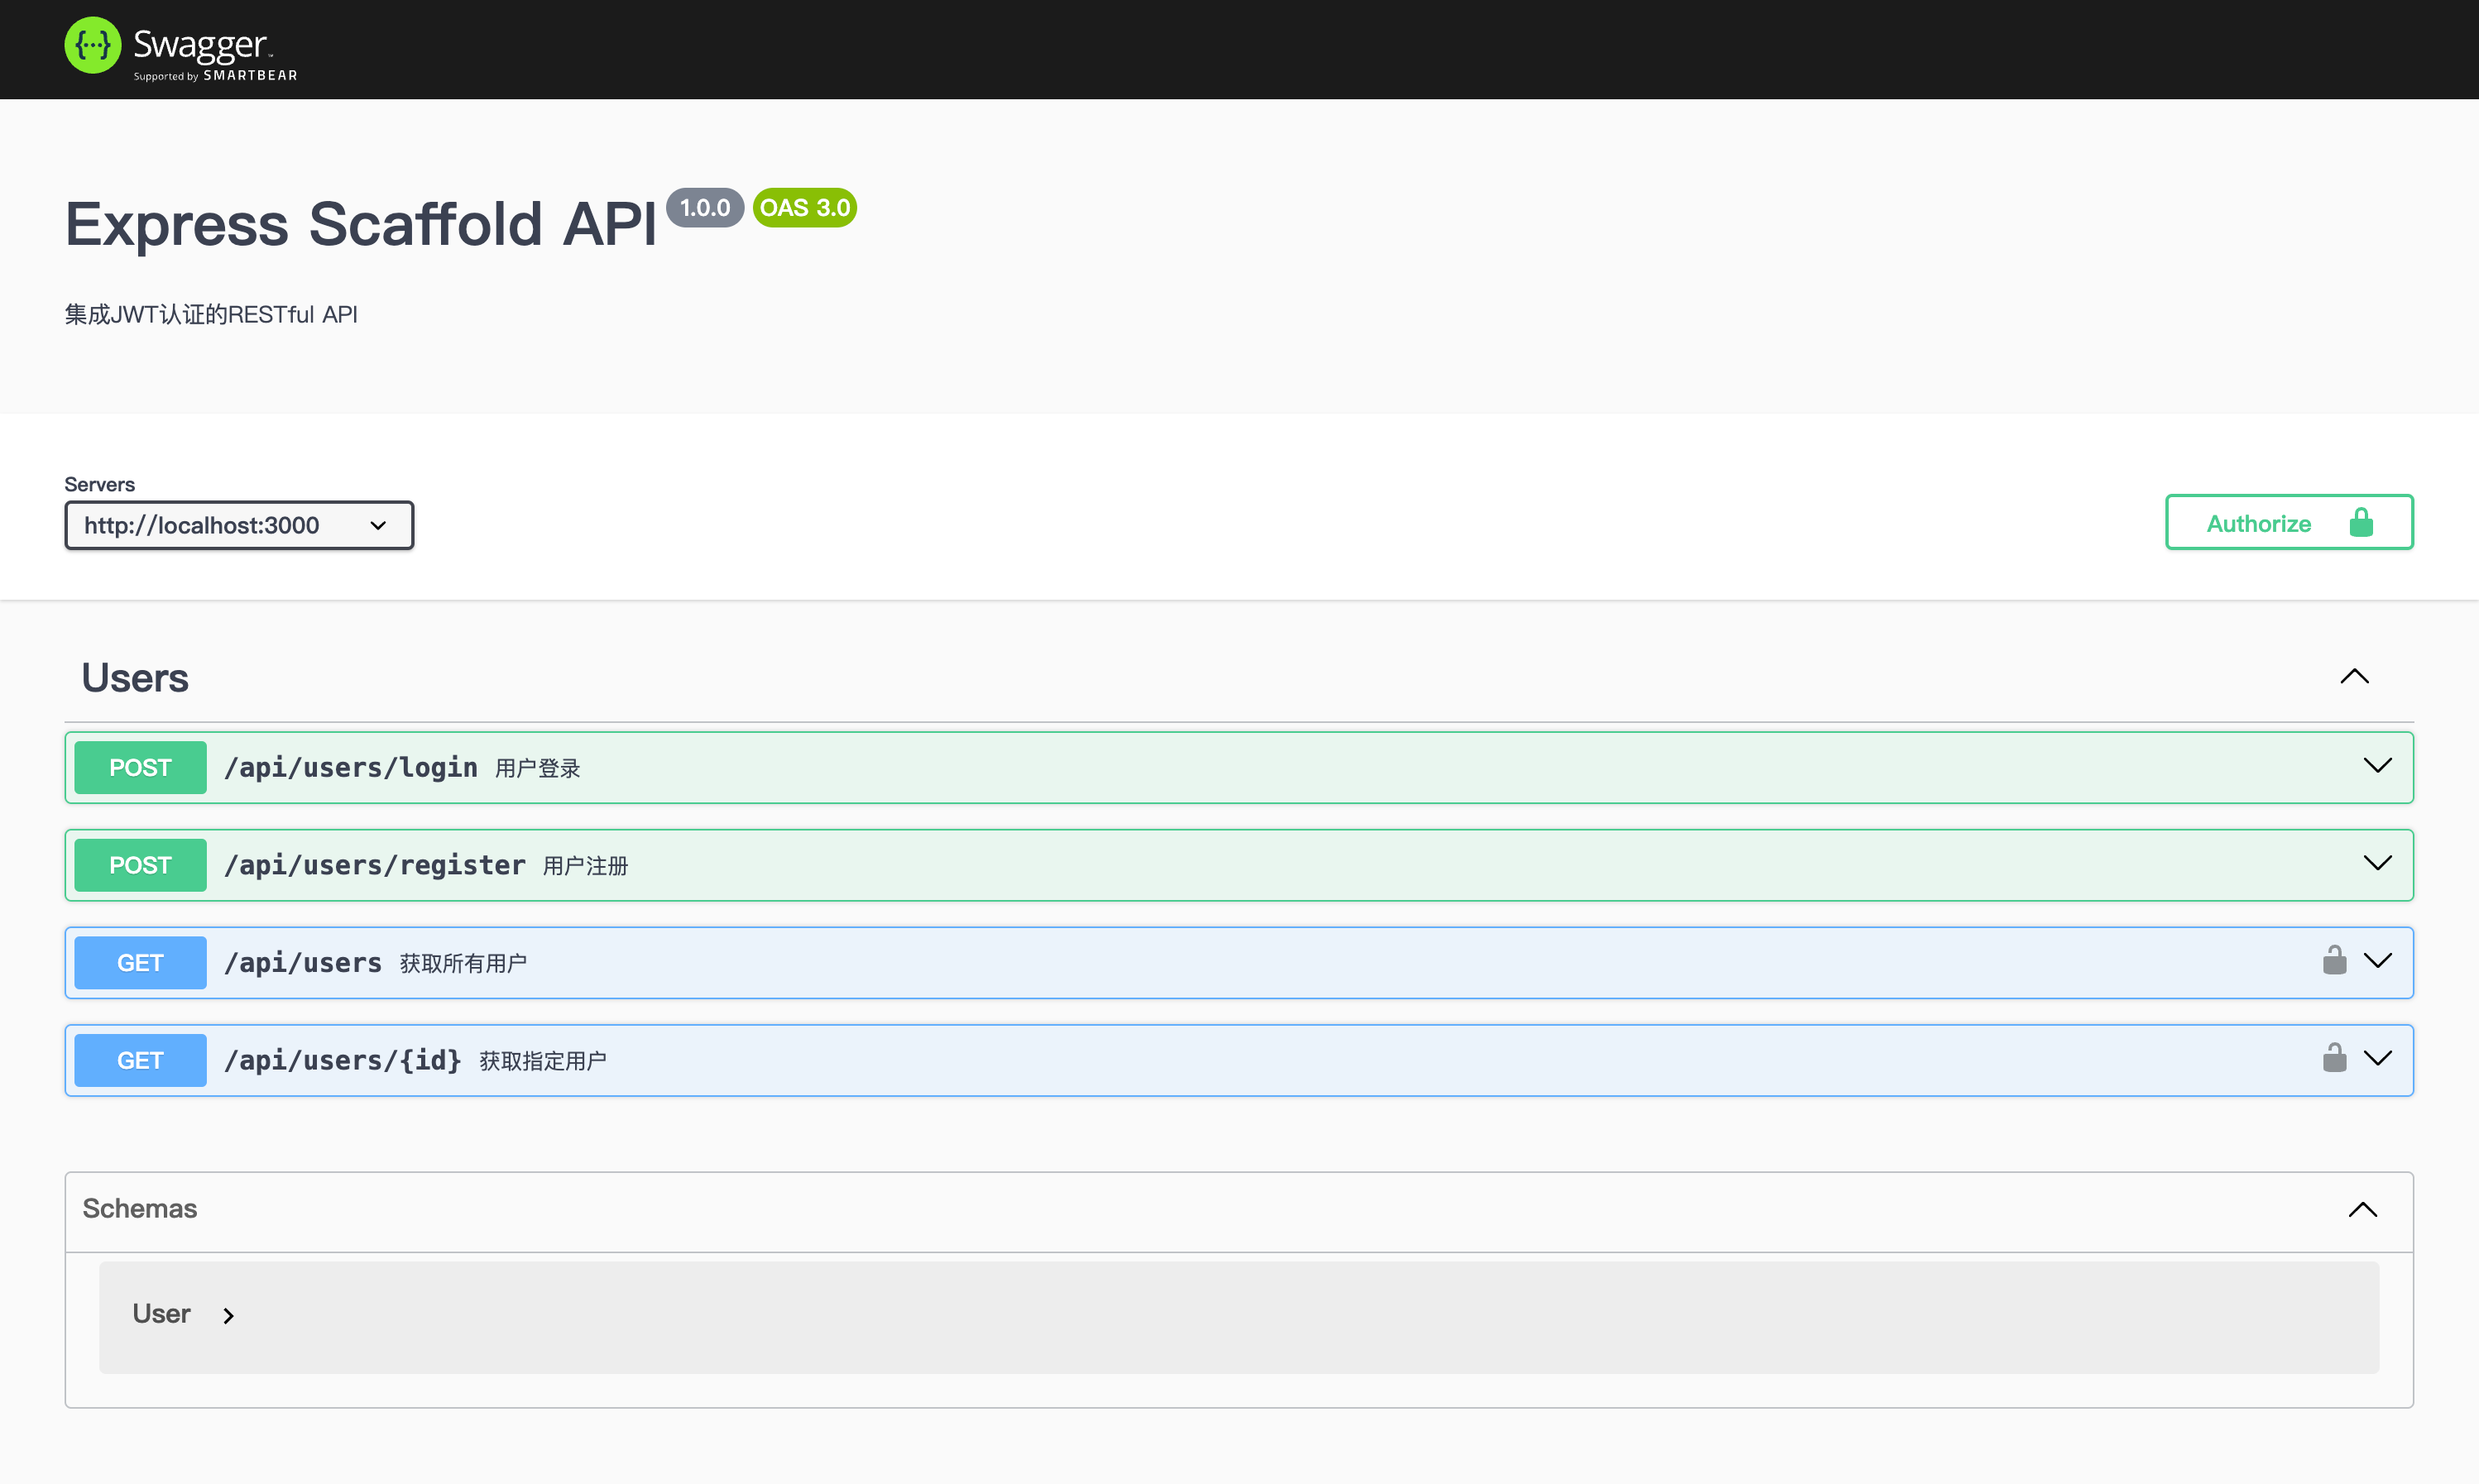 Swagger™
Supported by SMARTBEAR
Express Scaffold API 1.0.0 OAS 3.0
集成JWT认证的RESTful API
Servers
http://localhost:3000
Authorize
Users
POST /api/users/login 用户登录
POST /api/users/register 用户注册
GET /api/users 获取所有用户
GET /api/users/{id} 获取指定用户
Schemas
User